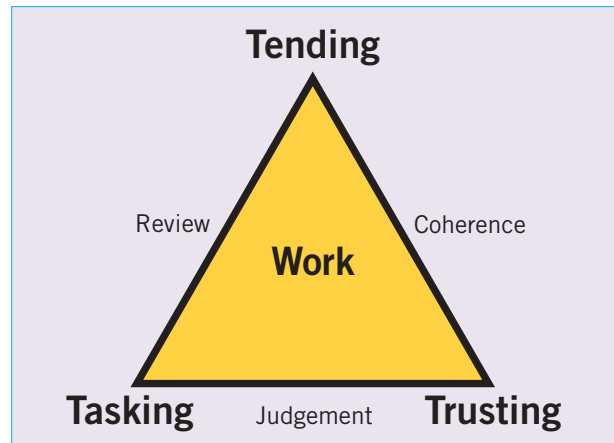 Tending
Review
Coherence
Work
Tasking
Judgement
Trusting